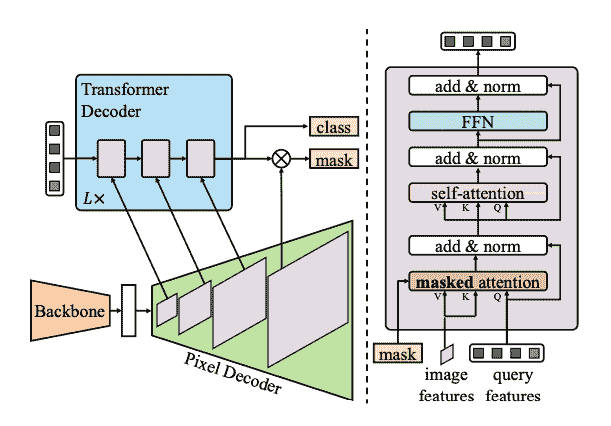 Transformer
Decoder
L×
class
mask
Backbone
Pixel Decoder
add & norm
FFN
add & norm
self-attention
V K Q
add & norm
masked attention
V K Q
mask
image
features
query
features